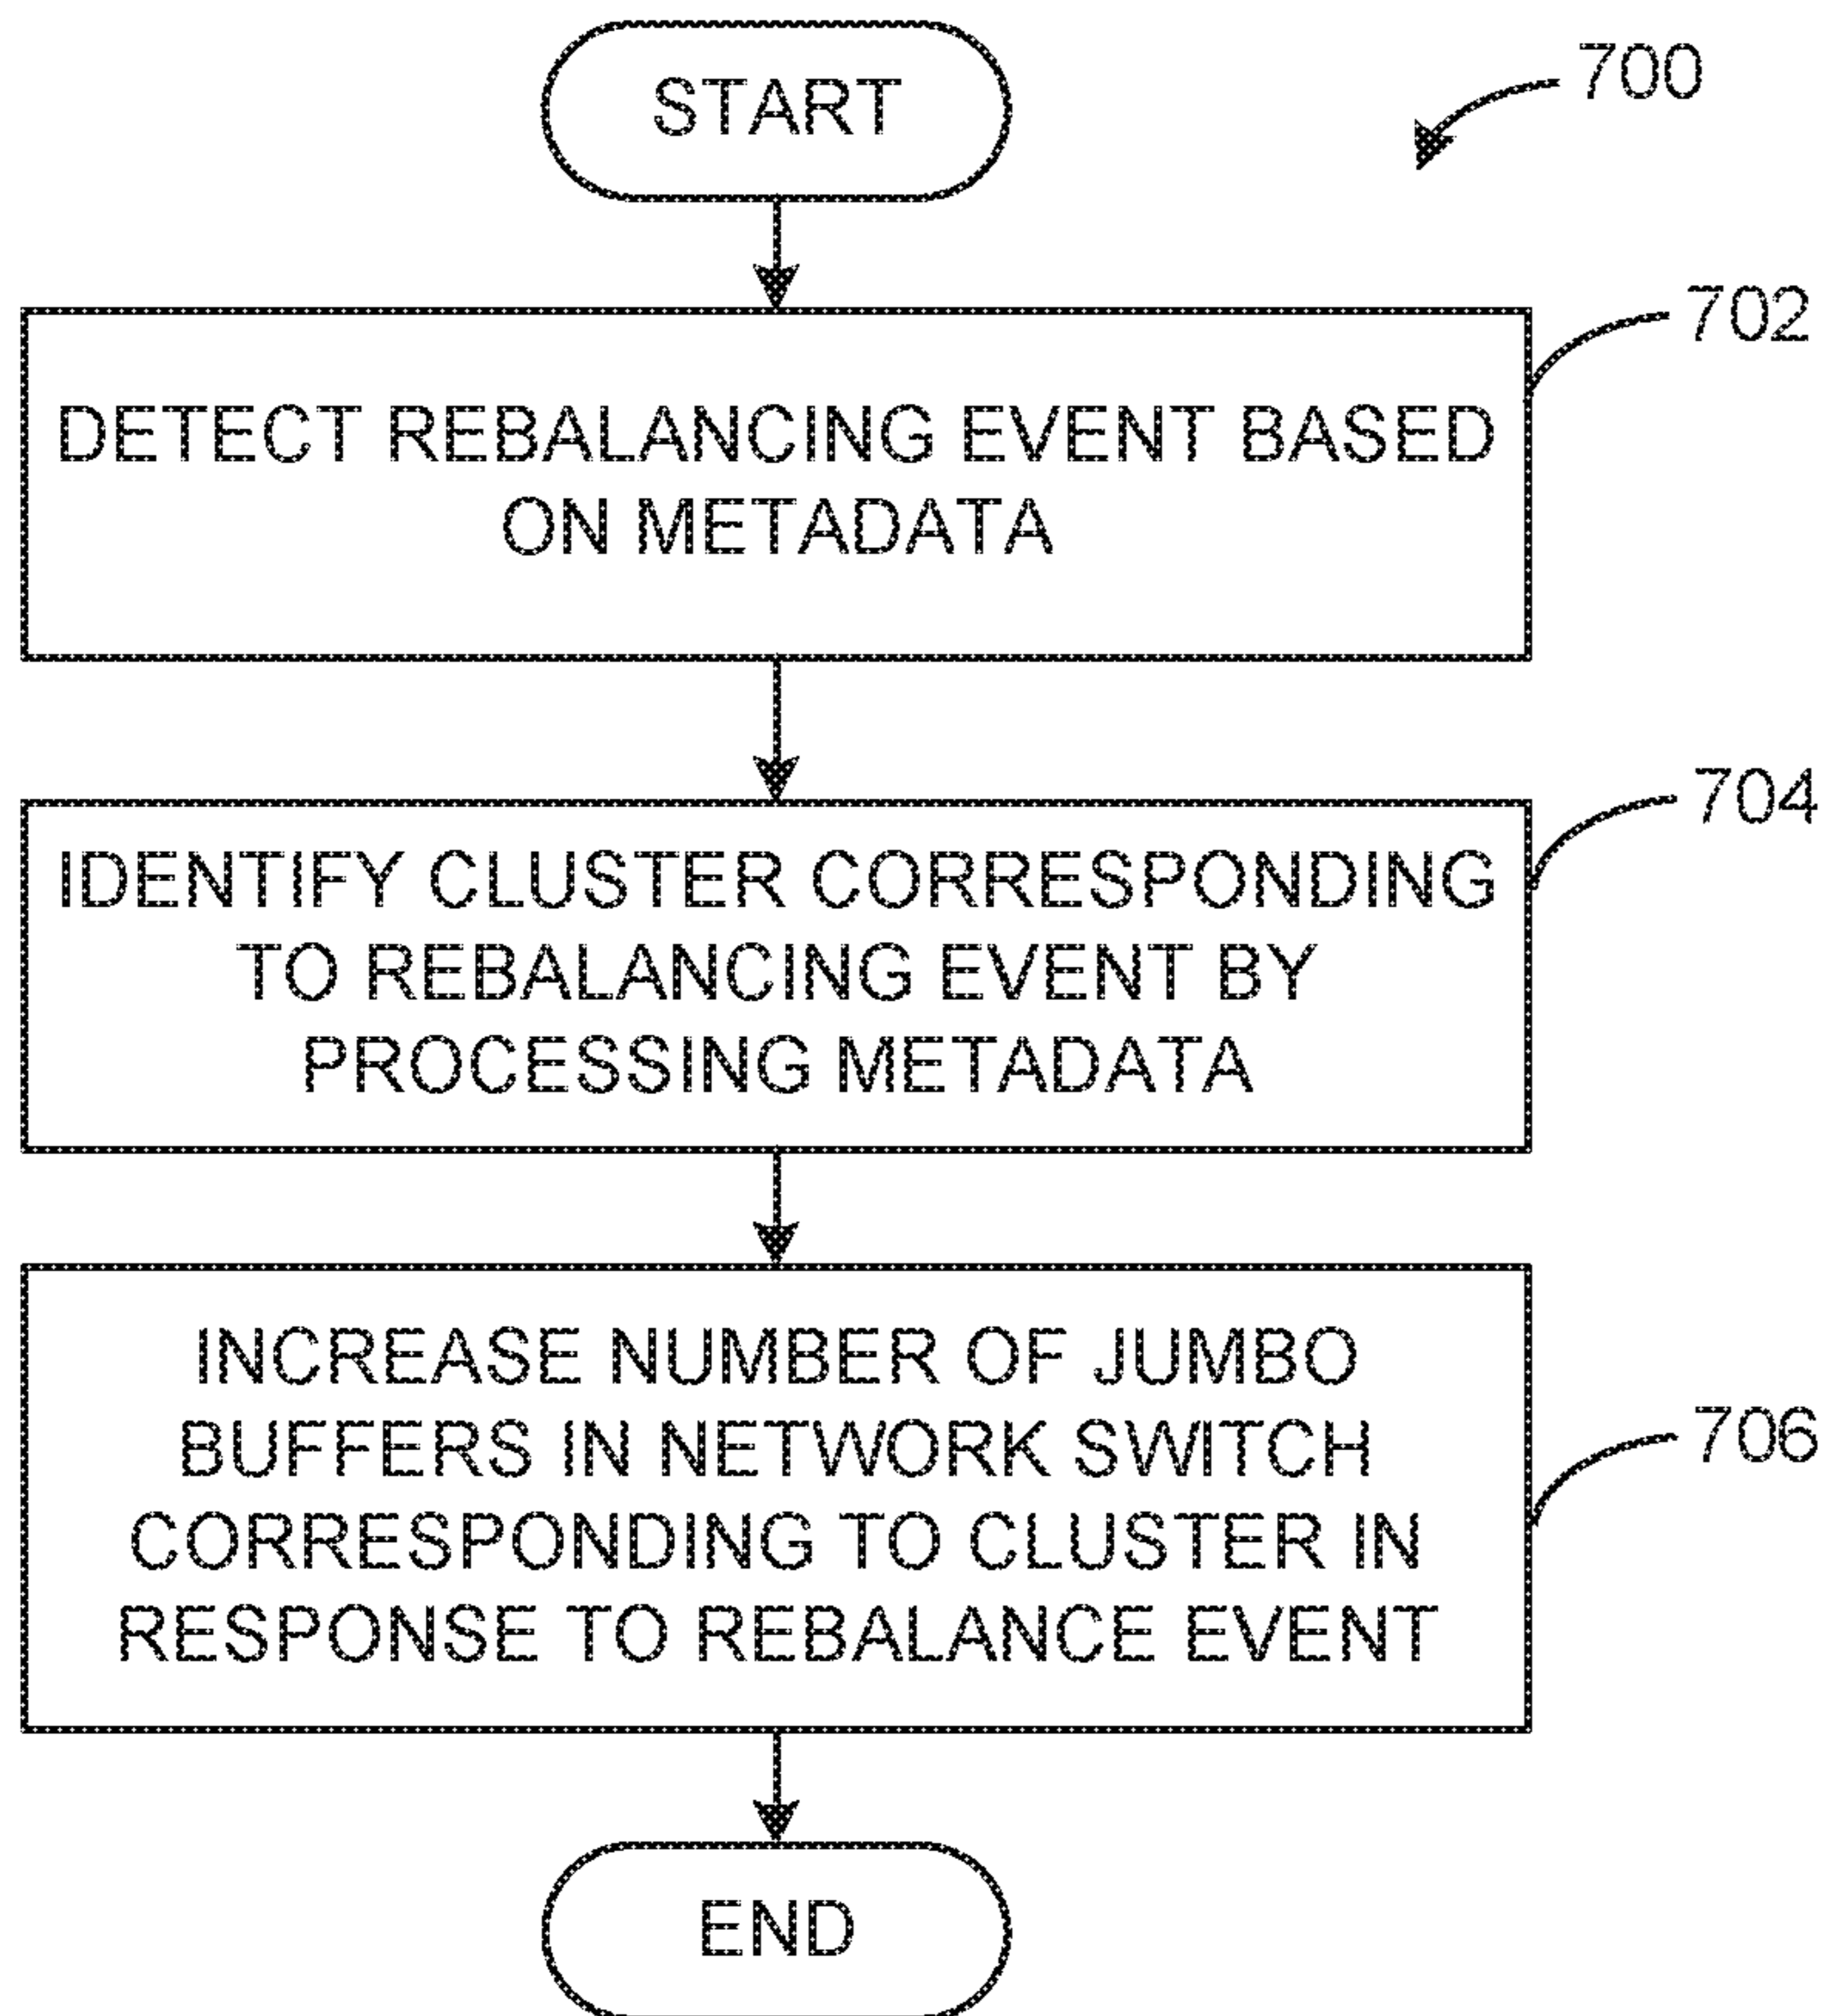 START
700
702
DETECT REBALANCING EVENT BASED
ON METADATA
704
IDENTIFY CLUSTER CORRESPONDING
TO REBALANCING EVENT BY
PROCESSING METADATA
706
INCREASE NUMBER OF JUMBO
BUFFERS IN NETWORK SWITCH
CORRESPONDING TO CLUSTER IN
RESPONSE TO REBALANCE EVENT
END